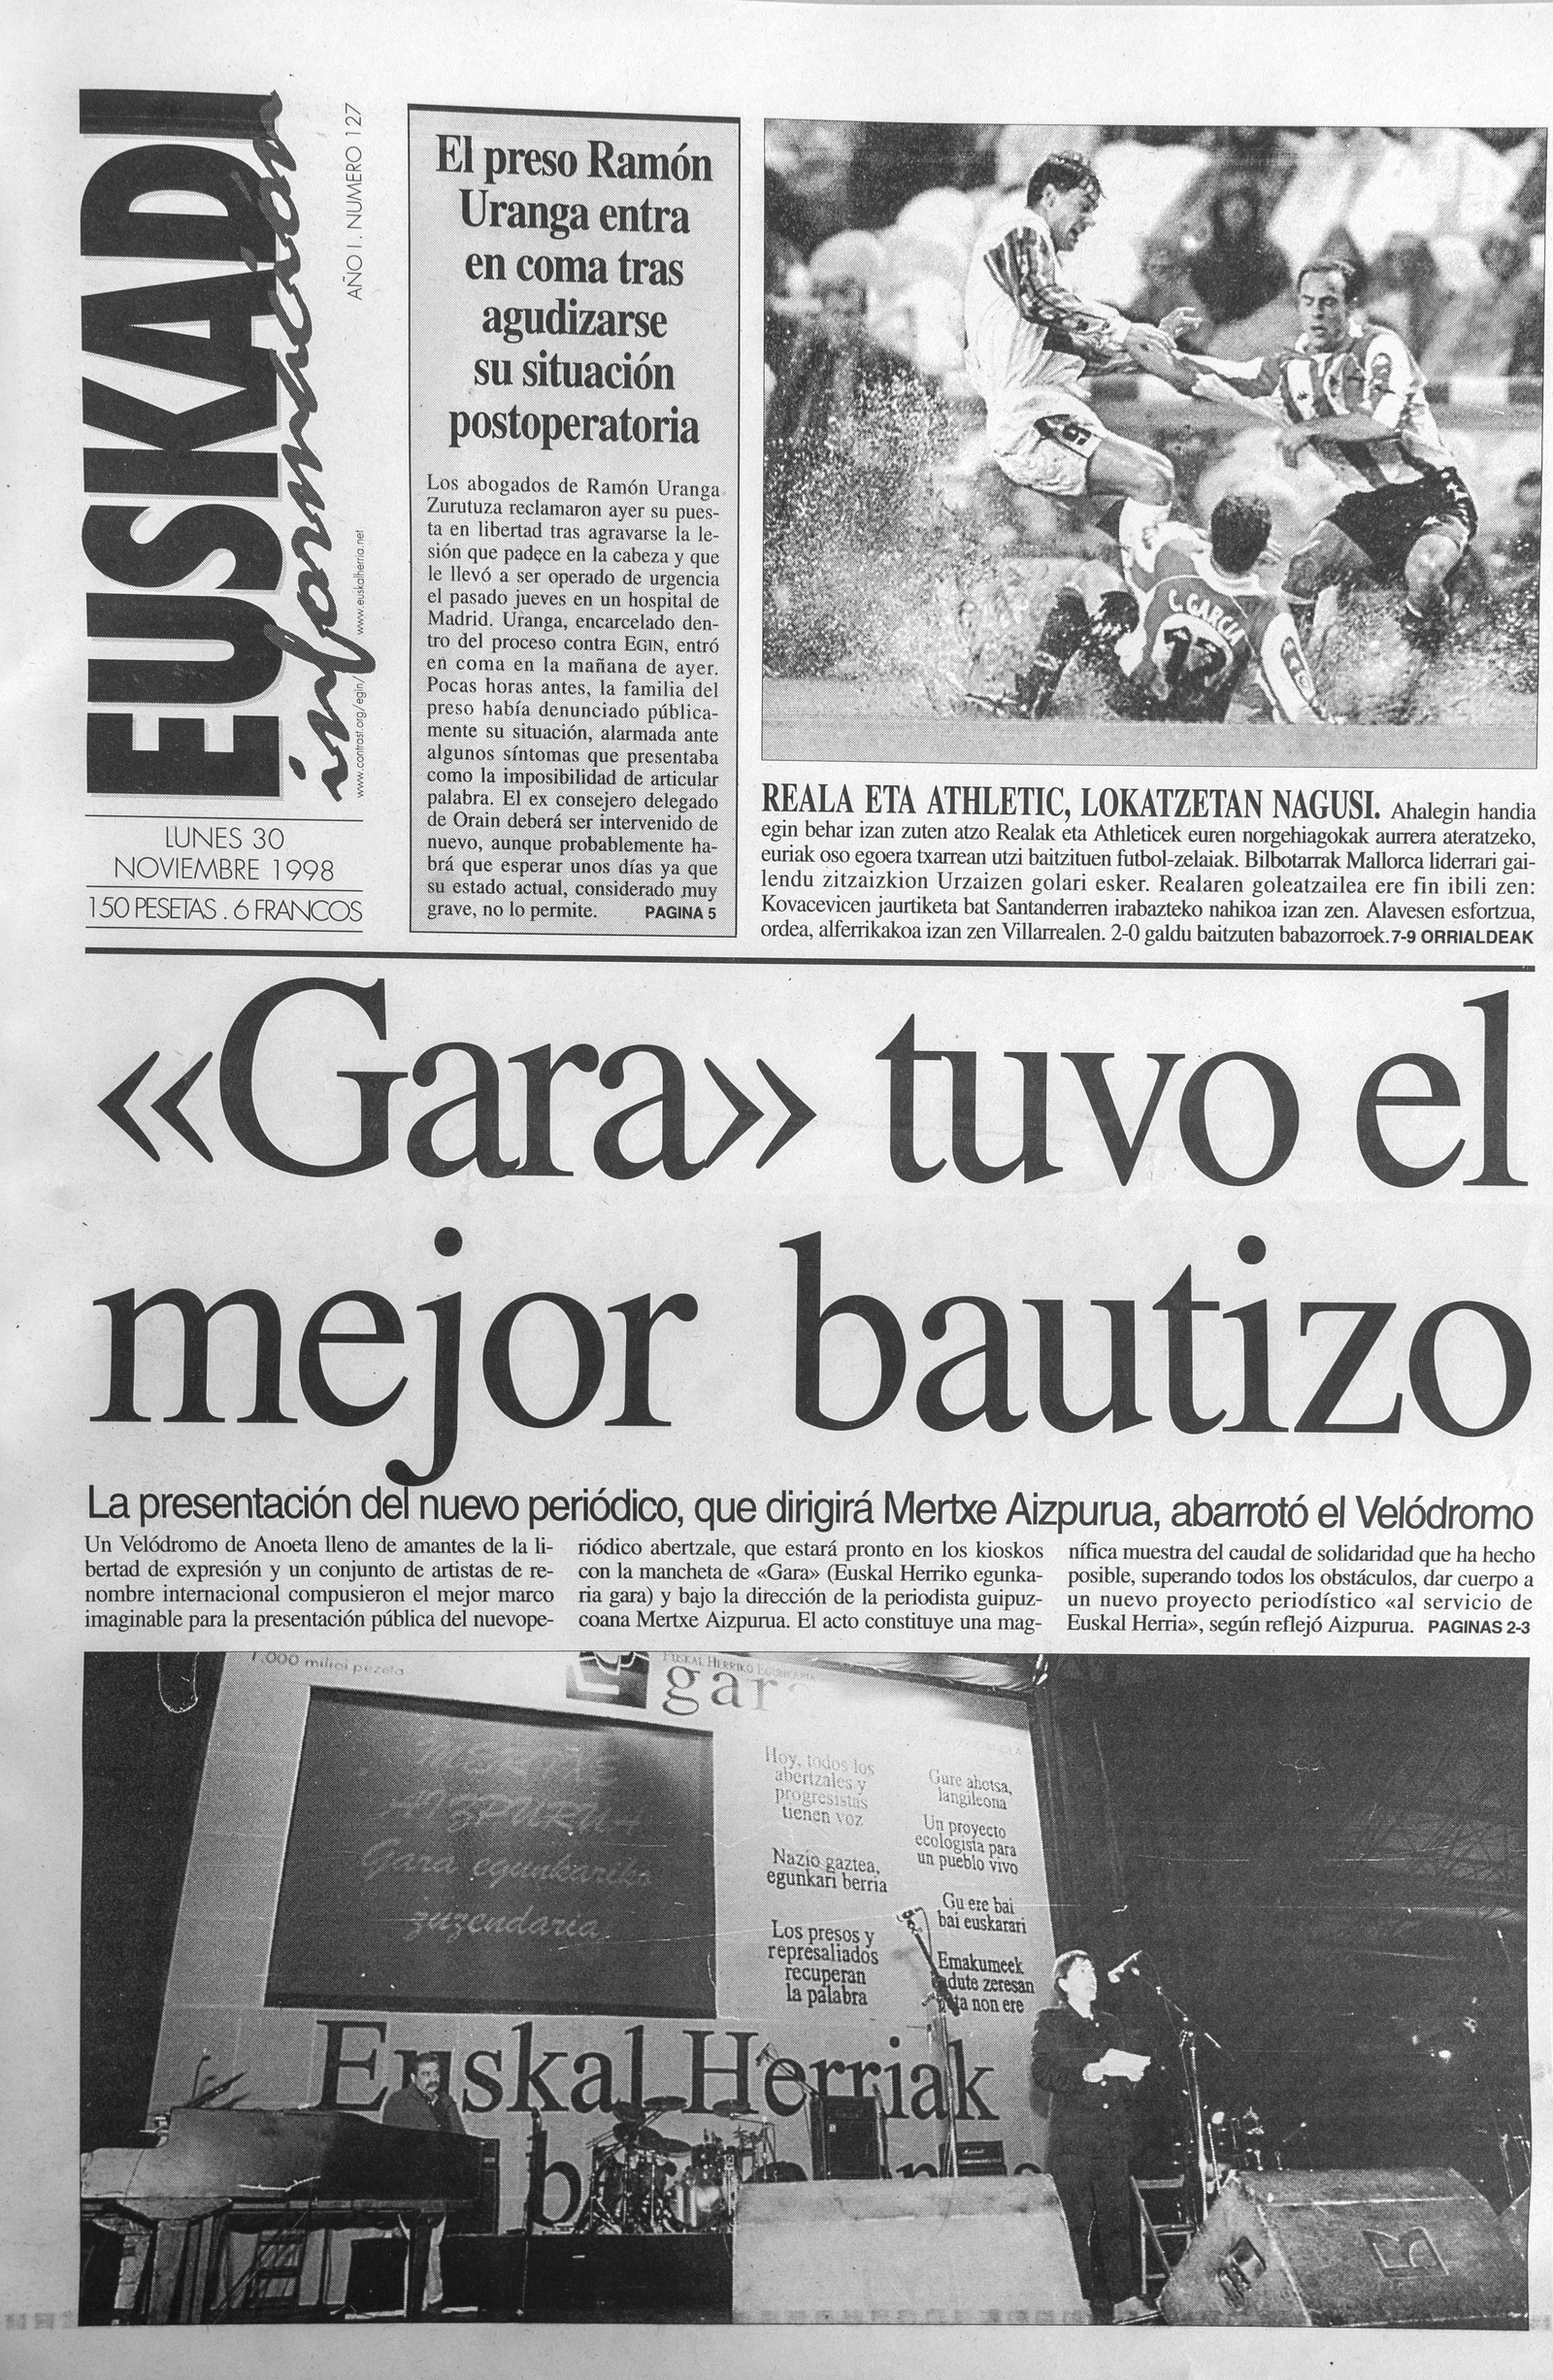 EUSKADI
información
AÑO I. NUMERO 127
www.contrast.org/egin/ www.euskalherria.net
LUNES 30
NOVIEMBRE 1998
150 PESETAS . 6 FRANCOS
El preso Ramón
Uranga entra
en coma tras
agudizarse
su situación
postoperatoria
Los abogados de Ramón Uranga
Zurutuza reclamaron ayer su pues-
ta en libertad tras agravarse la le-
sión que padece en la cabeza y que
le llevó a ser operado de urgencia
el pasado jueves en un hospital de
Madrid. Uranga, encarcelado den-
tro del proceso contra EGIN, entró
en coma en la mañana de ayer.
Pocas horas antes, la familia del
preso había denunciado pública-
mente su situación, alarmada ante
algunos síntomas que presentaba
como la imposibilidad de articular
palabra. El ex consejero delegado
de Orain deberá ser intervenido de
nuevo, aunque probablemente ha-
brá que esperar unos días ya que
su estado actual, considerado muy
grave, no lo permite. PAGINA 5
9
C. GARCIA
17
REALA ETA ATHLETIC, LOKATZETAN NAGUSI. Ahalegin handia
egin behar izan zuten atzo Realak eta Athleticek euren norgehiagokak aurrera ateratzeko,
euriak oso egoera txarrean utzi baitzituen futbol-zelaiak. Bilbotarrak Mallorca liderrari gai-
lendu zitzaizkion Urzaizen golari esker. Realaren goleatzailea ere fin ibili zen:
Kovacevicen jaurtiketa bat Santanderren irabazteko nahikoa izan zen. Alavesen esfortzua,
ordea, alferrikakoa izan zen Villarrealen. 2-0 galdu baitzuten babazorroek. 7-9 ORRIALDEAK
«Gara» tuvo el
mejor bautizo
La presentación del nuevo periódico, que dirigirá Mertxe Aizpurua, abarrotó el Velódromo
Un Velódromo de Anoeta lleno de amantes de la li-
bertad de expresión y un conjunto de artistas de re-
nombre internacional compusieron el mejor marco
imaginable para la presentación pública del nuevope-
riódico abertzale, que estará pronto en los kioskos
con la mancheta de «Gara» (Euskal Herriko egunka-
ria gara) y bajo la dirección de la periodista guipuz-
coana Mertxe Aizpurua. El acto constituye una mag-
nífica muestra del caudal de solidaridad que ha hecho
posible, superando todos los obstáculos, dar cuerpo a
un nuevo proyecto periodístico «al servicio de
Euskal Herria», según reflejó Aizpurua. PAGINAS 2-3
1.000 milioi pezeta
EUSKAL HERRIKO EGUNKARIA
gara
MERTXE
AIZPURUA
Gara egunkariko
zuzendaria
Hoy, todos los
abertzales y
progresistas
tienen voz
Nazio gaztea,
egunkari berria
Los presos y
represaliados
recuperan
la palabra
Gure ahotsa,
langileona
Un proyecto
ecologista para
un pueblo vivo
Gu ere bai
bai euskarari
Emakumeek
badute zeresan
eta non ere
Euskal Herriak